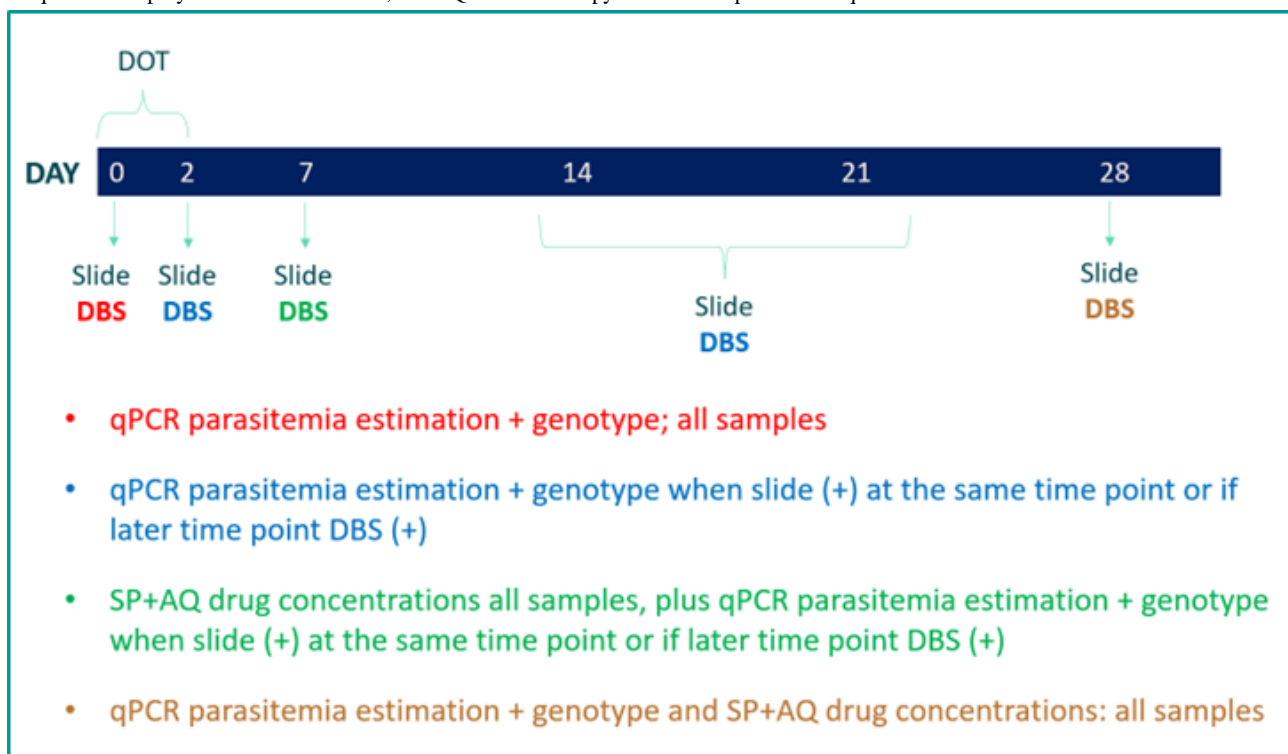 DOT
DAY 0 2 7 14 21 28
Slide Slide Slide Slide Slide
DBS DBS DBS DBS DBS
• qPCR parasitemia estimation + genotype; all samples
• qPCR parasitemia estimation + genotype when slide (+) at the same time point or if
later time point DBS (+)
• SP+AQ drug concentrations all samples, plus qPCR parasitemia estimation + genotype
when slide (+) at the same time point or if later time point DBS (+)
• qPCR parasitemia estimation + genotype and SP+AQ drug concentrations: all samples